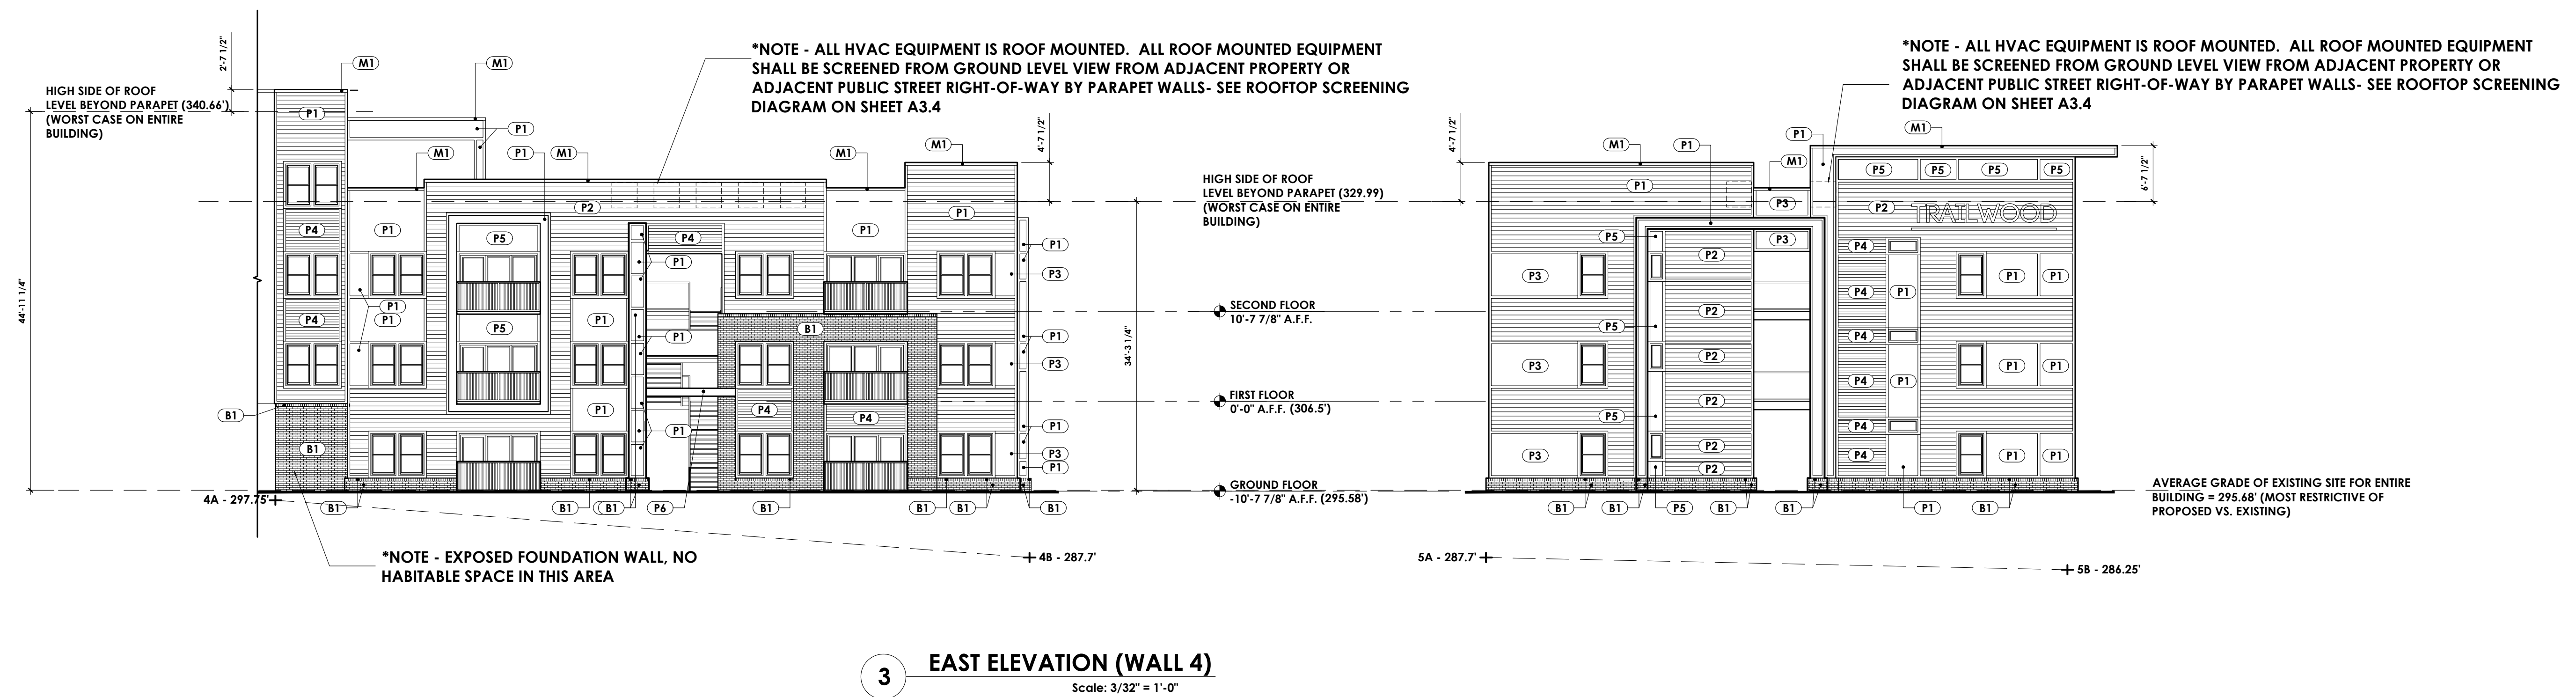 *NOTE - ALL HVAC EQUIPMENT IS ROOF MOUNTED.  ALL ROOF MOUNTED EQUIPMENT
SHALL BE SCREENED FROM GROUND LEVEL VIEW FROM ADJACENT PROPERTY OR
ADJACENT PUBLIC STREET RIGHT-OF-WAY BY PARAPET WALLS- SEE ROOFTOP SCREENING
DIAGRAM ON SHEET A3.4
2'-7 1/2"
M1
M1
HIGH SIDE OF ROOF
LEVEL BEYOND PARAPET (340.66')
(WORST CASE ON ENTIRE
BUILDING)
P1
P1
M1
P1
M1
M1
M1
4'-7 1/2"
P2
P1
P4
P1
P5
P4
P1
P1
P1
P3
44'-11 1/4"
P1
P4
P1
P5
P1
B1
P1
P1
P3
P1
P4
P4
B1
B1
P1
P1
P3
P1
4A - 297.75'
B1
B1
B1
P6
B1
B1
B1
B1
*NOTE - EXPOSED FOUNDATION WALL, NO
HABITABLE SPACE IN THIS AREA
4B - 287.7'
34'-3 1/4"
HIGH SIDE OF ROOF
LEVEL BEYOND PARAPET (329.99)
(WORST CASE ON ENTIRE
BUILDING)
SECOND FLOOR
10'-7 7/8" A.F.F.
FIRST FLOOR
0'-0" A.F.F. (306.5')
GROUND FLOOR
-10'-7 7/8" A.F.F. (295.58')
*NOTE - ALL HVAC EQUIPMENT IS ROOF MOUNTED.  ALL ROOF MOUNTED EQUIPMENT
SHALL BE SCREENED FROM GROUND LEVEL VIEW FROM ADJACENT PROPERTY OR
ADJACENT PUBLIC STREET RIGHT-OF-WAY BY PARAPET WALLS- SEE ROOFTOP SCREENING
DIAGRAM ON SHEET A3.4
4'-7 1/2"
M1
P1
P1
M1
M1
6'-7 1/2"
P5
P5
P5
P5
P1
P3
P2
TRAILWOOD
P5
P3
P4
P2
P3
P1
P1
P4
P1
P2
P5
P4
P2
P3
P1
P1
P4
P1
P2
P5
P4
P2
P3
P4
P1
P1
P2
B1
B1
P5
B1
B1
P1
B1
AVERAGE GRADE OF EXISTING SITE FOR ENTIRE
BUILDING = 295.68' (MOST RESTRICTIVE OF
PROPOSED VS. EXISTING)
5A - 287.7'
5B - 286.25'
3
EAST ELEVATION (WALL 4)
Scale: 3/32" = 1'-0"